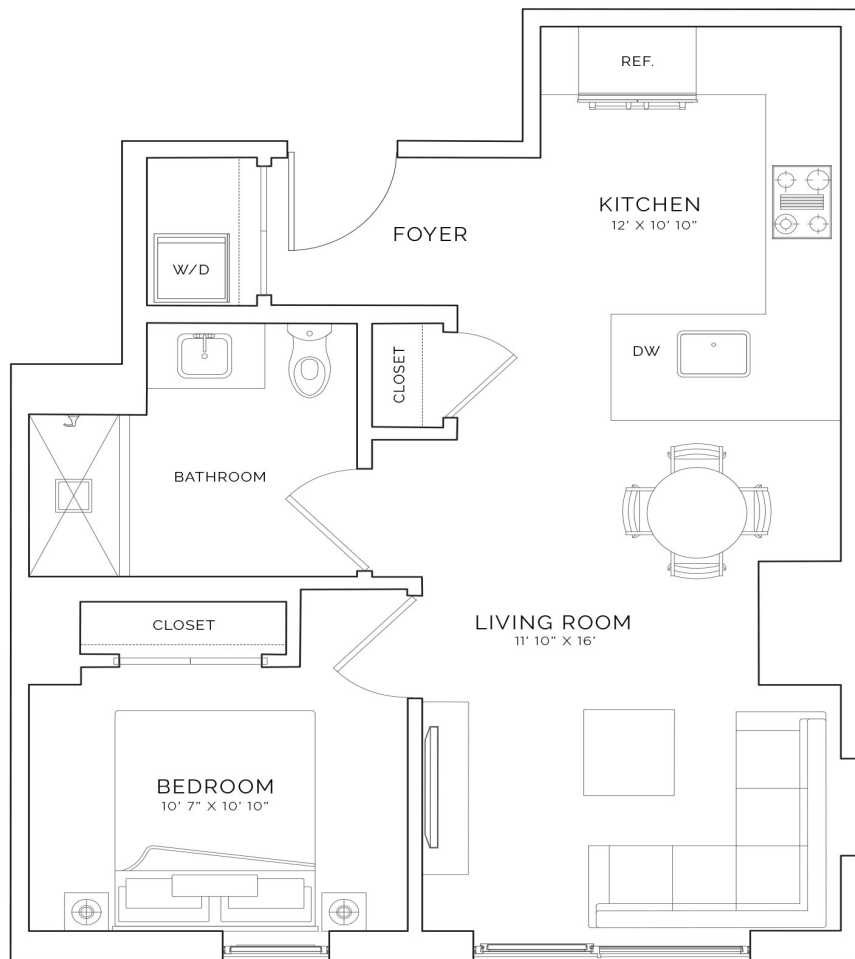 REF.
KITCHEN
12' X 10' 10"
FOYER
W/D
DW
CLOSET
BATHROOM
LIVING ROOM
11' 10" X 16'
CLOSET
BEDROOM
10' 7" X 10' 10"